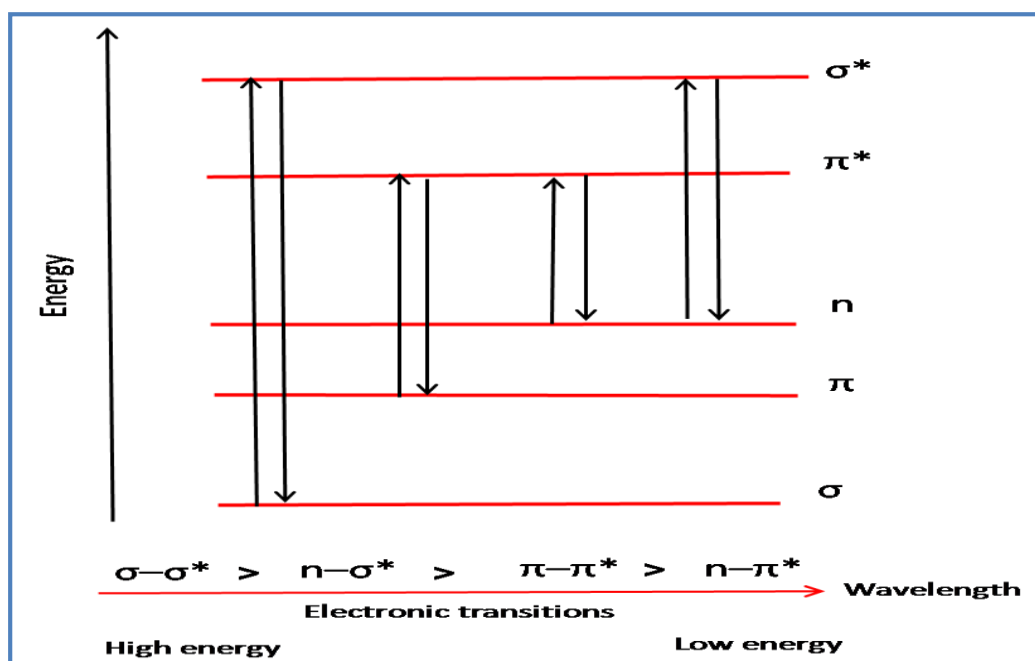 σ*
π*
Energy
n
π
σ
σ–σ* > n–σ* > π–π* > n–π*
Wavelength
Electronic transitions
High energy
Low energy